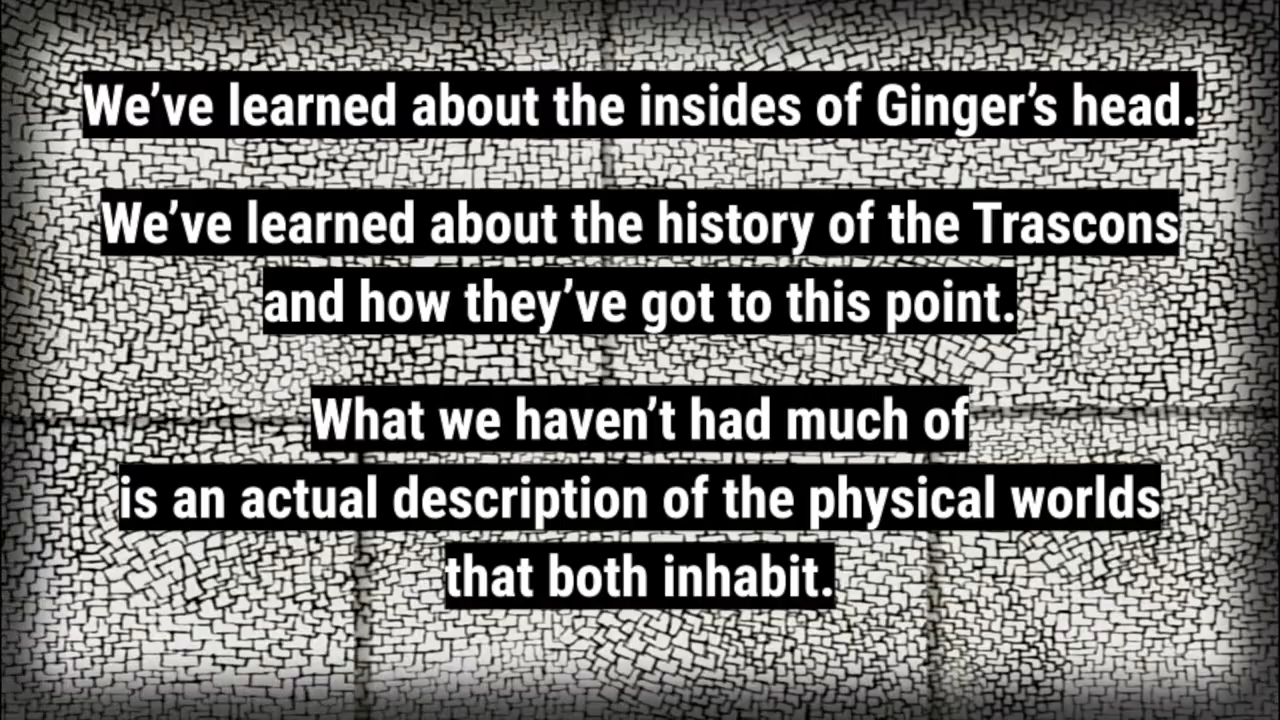 We’ve learned about the insides of Ginger’s head.
We’ve learned about the history of the Trascons
and how they’ve got to this point.
What we haven’t had much of
is an actual description of the physical worlds
that both inhabit.